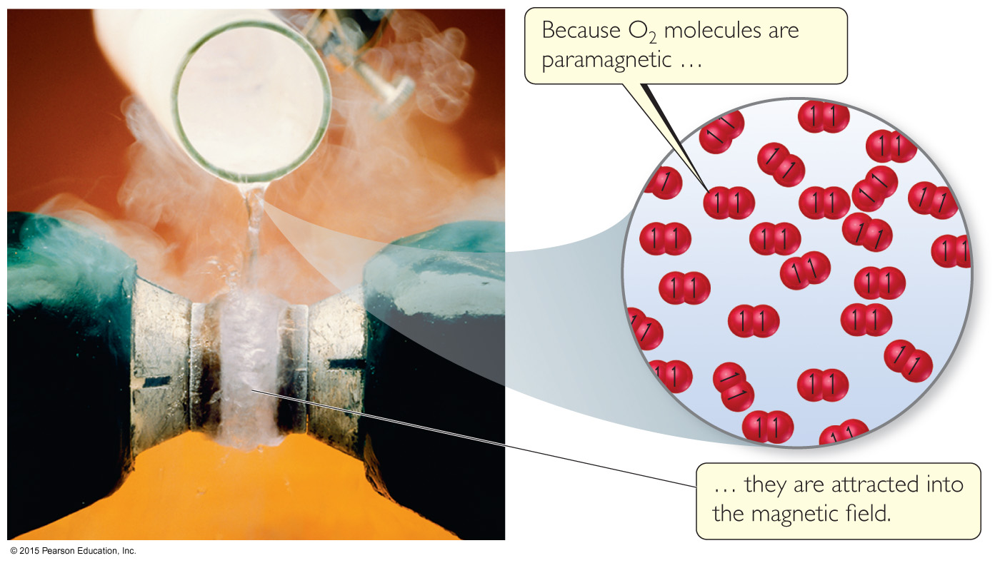 Because O₂ molecules are
paramagnetic …
… they are attracted into
the magnetic field.
© 2015 Pearson Education, Inc.